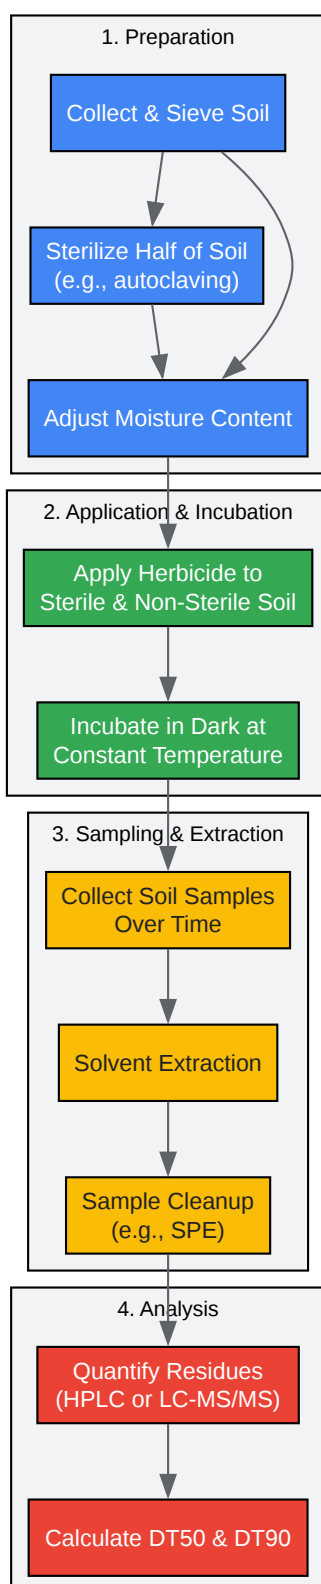 1. Preparation
Collect & Sieve Soil
Sterilize Half of Soil
(e.g., autoclaving)
Adjust Moisture Content
2. Application & Incubation
Apply Herbicide to
Sterile & Non-Sterile Soil
Incubate in Dark at
Constant Temperature
3. Sampling & Extraction
Collect Soil Samples
Over Time
Solvent Extraction
Sample Cleanup
(e.g., SPE)
4. Analysis
Quantify Residues
(HPLC or LC-MS/MS)
Calculate DT50 & DT90